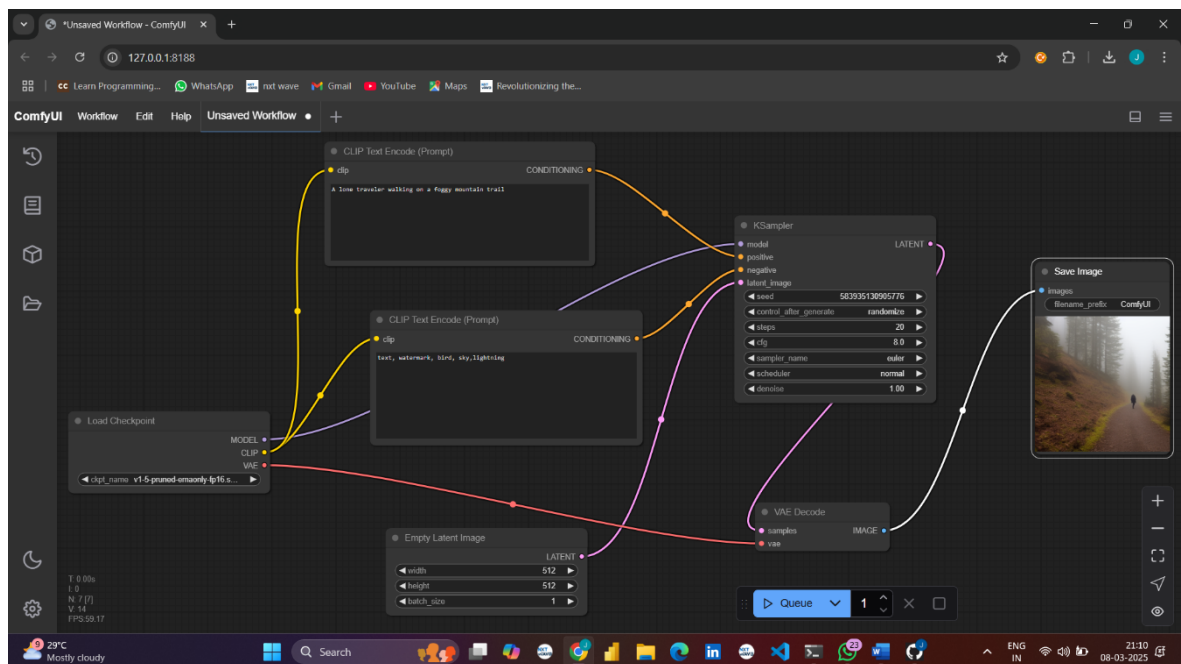 *Unsaved Workflow - ComfyUI
127.0.0.1:8188
Learn Programming...
WhatsApp
nxt wave
Gmail
YouTube
Maps
Revolutionizing the...
ComfyUI
Workflow
Edit
Help
Unsaved Workflow
CLIP Text Encode (Prompt)
clip
CONDITIONING
A lone traveler walking on a foggy mountain trail
KSampler
model
LATENT
positive
negative
latent_image
seed 583935130905776
control_after_generate randomize
steps 20
cfg 8.0
sampler_name euler
scheduler normal
denoise 1.00
Save Image
images
filename_prefix ComfyUI
CLIP Text Encode (Prompt)
clip
CONDITIONING
text, watermark, bird, sky,lightning
Load Checkpoint
MODEL
CLIP
VAE
ckpt_name v1-5-pruned-emaonly-fp16.s...
VAE Decode
samples
IMAGE
vae
Empty Latent Image
LATENT
width 512
height 512
batch_size 1
T: 0.00s
I: 0
N: 7 [7]
V: 14
FPS:59.17
Queue
1
9
29°C
Mostly cloudy
Search
23
ENG
IN
21:10
08-03-2025